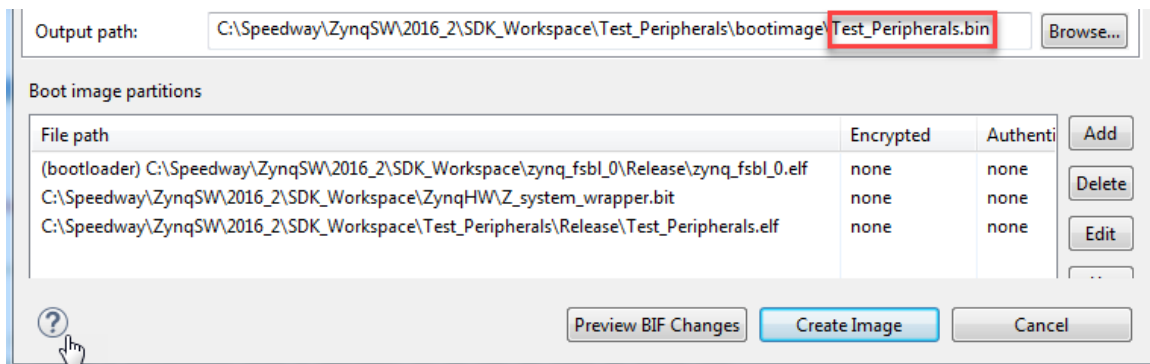 Output path: C:\Speedway\ZynqSW\2016_2\SDK_Workspace\Test_Peripherals\bootimage\Test_Peripherals.bin Browse...
Boot image partitions
File path Encrypted Authenti Add
(bootloader) C:\Speedway\ZynqSW\2016_2\SDK_Workspace\zynq_fsbl_0\Release\zynq_fsbl_0.elf none none
Delete
C:\Speedway\ZynqSW\2016_2\SDK_Workspace\ZynqHW\Z_system_wrapper.bit none none
C:\Speedway\ZynqSW\2016_2\SDK_Workspace\Test_Peripherals\Release\Test_Peripherals.elf none none Edit
? Preview BIF Changes Create Image Cancel